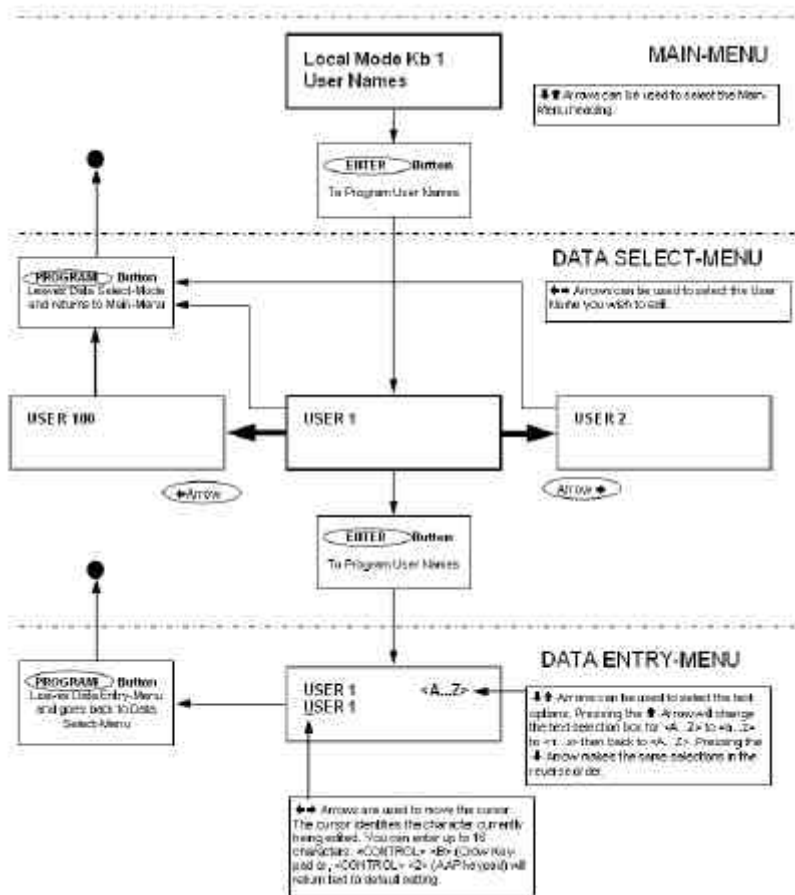 Local Mode Kb 1
User Names
MAIN-MENU
Arrows can be used to select the Main-
Menu heading.
ENTER Button
To Program User Names
DATA SELECT-MENU
PROGRAM Button
Leaves Data Select-Mode
and returns to Main-Menu
Arrows can be used to select the User
Name you wish to edit.
USER 100
USER 1
USER 2
Arrow
Arrow
ENTER Button
To Program User Names
DATA ENTRY-MENU
PROGRAM Button
Leaves Data Entry-Menu
and goes back to Data
Select-Menu
USER 1 <A...Z>
USER 1
Arrows can be used to select the text
options. Pressing the Arrow will change
the text selection box for <A...Z> to <a...z>
to then back to <A...Z>. Pressing the
Arrow makes the same selections in the
reverse order.
Arrows are used to move the cursor
The cursor identifies the character currently
being edited. You can enter up to 16
characters. <CONTROL> (Crow Key
pad or, <CONTROL> <2> (AAP keypad) will
return text to default setting.